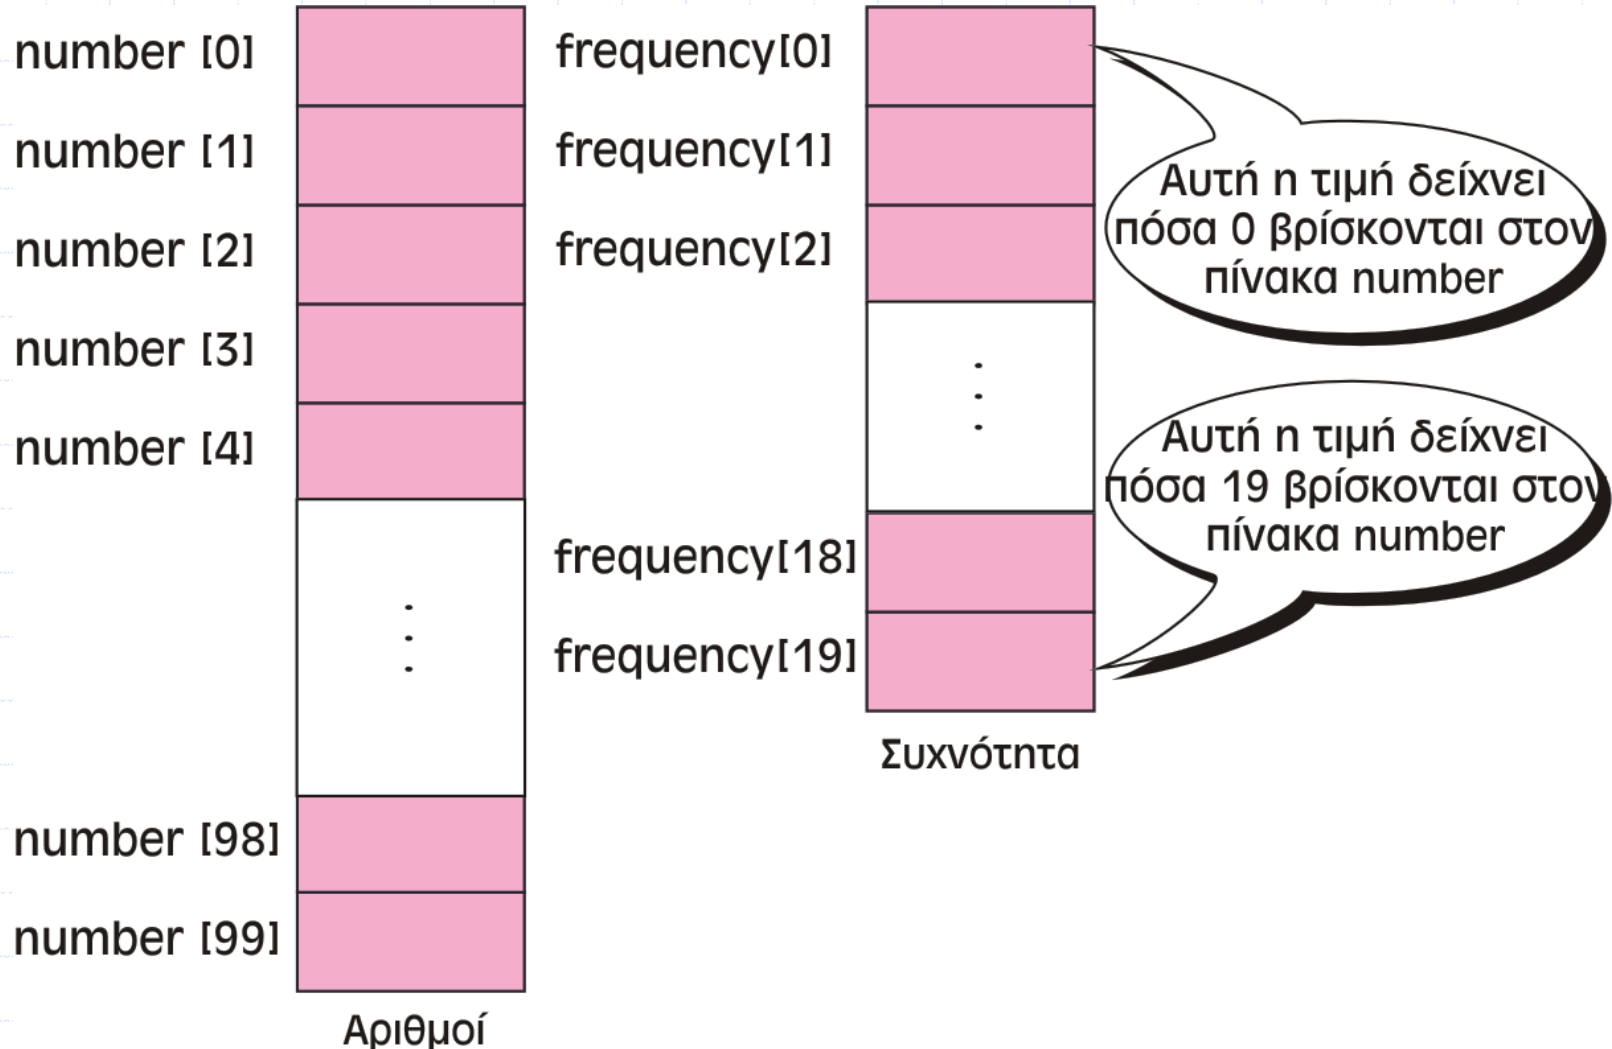 number [0]
number [1]
number [2]
number [3]
number [4]
number [98]
number [99]
Αριθμοί
frequency[0]
frequency[1]
frequency[2]
frequency[18]
frequency[19]
Συχνότητα
Αυτή η τιμή δείχνει
πόσα 0 βρίσκονται στον
πίνακα number
Αυτή η τιμή δείχνει
πόσα 19 βρίσκονται στον
πίνακα number